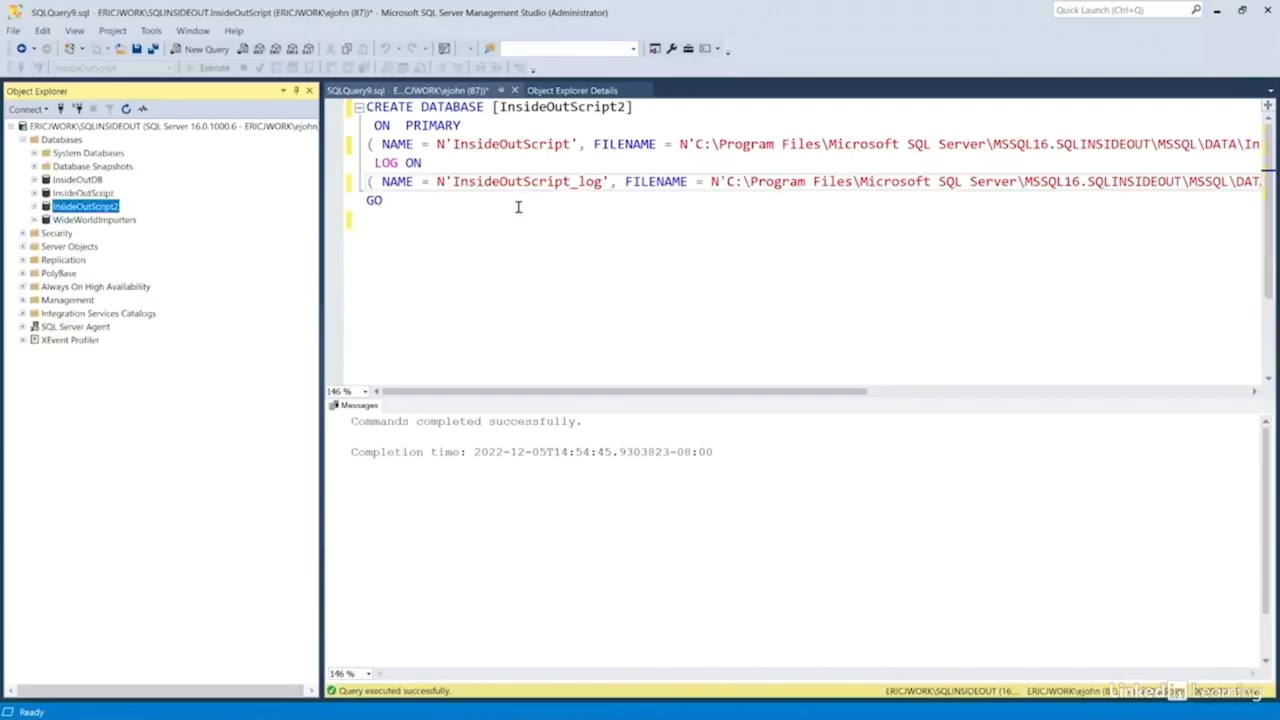 SQLQuery9.sql - ERICJWORK\SQLINSIDEOUT.InsideOutScript (ERICJWORK\ejohn (87))* - Microsoft SQL Server Management Studio (Administrator)
Quick Launch (Ctrl+Q)
File Edit View Project Tools Window Help
New Query
InsideOutScript
Execute
Object Explorer
SQLQuery9.sql - E...CJWORK\ejohn (87))*
Object Explorer Details
Connect
ERICJWORK\SQLINSIDEOUT (SQL Server 16.0.1000.6 - ERICJWORK\ejohn
Databases
System Databases
Database Snapshots
InsideOutDB
InsideOutScript
InsideOutScript2
WideWorldImporters
Security
Server Objects
Replication
PolyBase
Always On High Availability
Management
Integration Services Catalogs
SQL Server Agent
XEvent Profiler
CREATE DATABASE [InsideOutScript2]
ON PRIMARY
( NAME = N'InsideOutScript', FILENAME = N'C:\Program Files\Microsoft SQL Server\MSSQL16.SQLINSIDEOUT\MSSQL\DATA\In
LOG ON
( NAME = N'InsideOutScript_log', FILENAME = N'C:\Program Files\Microsoft SQL Server\MSSQL16.SQLINSIDEOUT\MSSQL\DAT
GO
146 %
Messages
Commands completed successfully.
Completion time: 2022-12-05T14:54:45.9303823-08:00
146 %
Query executed successfully.
ERICJWORK\SQLINSIDEOUT (16... ERICJWORK\ejohn (8
LinkedIn Learning
Ready